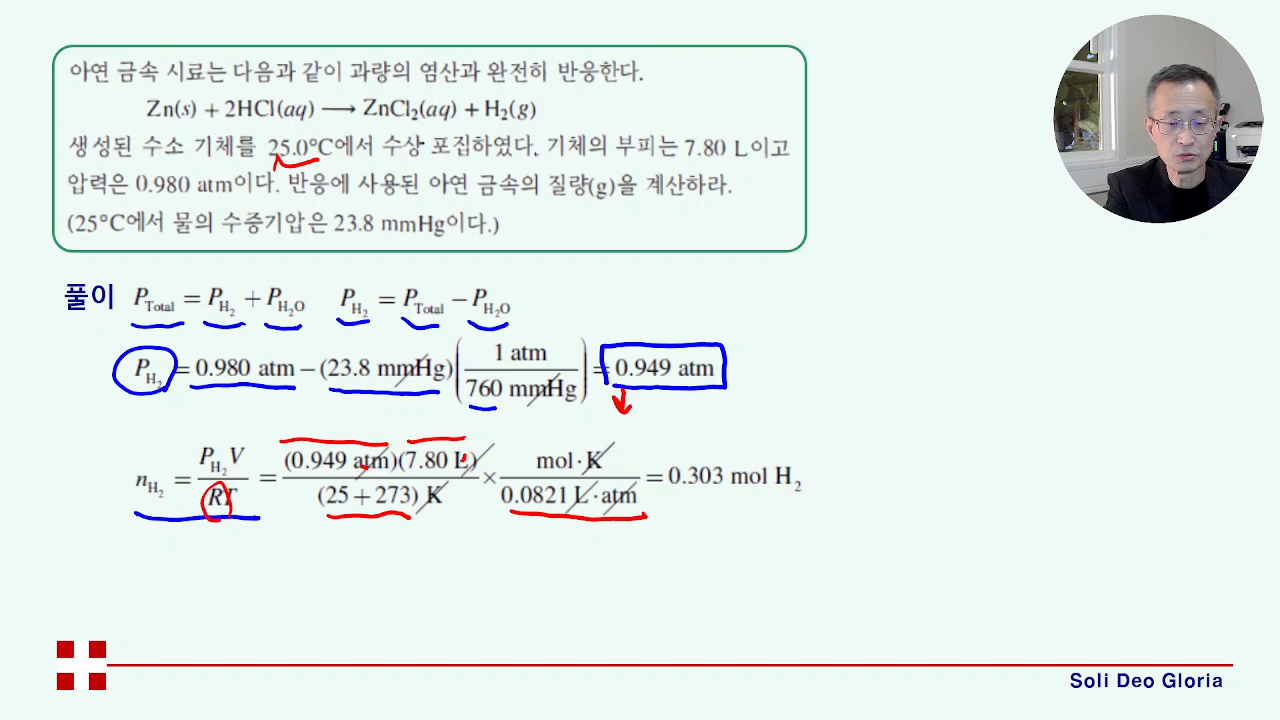 아연 금속 시료는 다음과 같이 과량의 염산과 완전히 반응한다.
Zn(s) + 2HCl(aq) ⟶ ZnCl₂(aq) + H₂(g)
생성된 수소 기체를 25.0°C에서 수상 포집하였다. 기체의 부피는 7.80 L이고
압력은 0.980 atm이다. 반응에 사용된 아연 금속의 질량(g)을 계산하라.
(25°C에서 물의 수증기압은 23.8 mmHg이다.)
풀이 P_Total = P_H₂ + P_H₂O P_H₂ = P_Total − P_H₂O
P_H₂ = 0.980 atm − (23.8 mmHg)(1 atm / 760 mmHg) = 0.949 atm
n_H₂ = P_H₂V / RT = (0.949 atm)(7.80 L) / (25 + 273) K × mol·K / 0.0821 L·atm = 0.303 mol H₂
Soli Deo Gloria